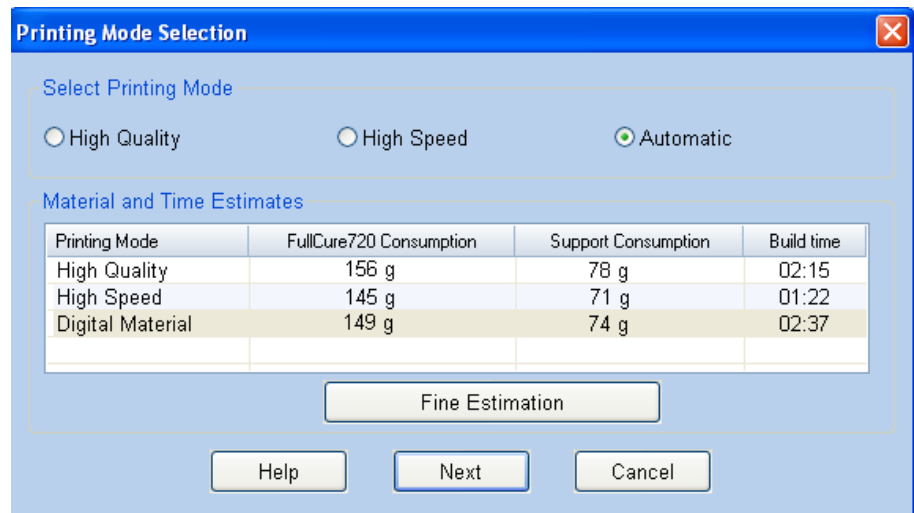 Printing Mode Selection
Select Printing Mode
High Quality High Speed Automatic
Material and Time Estimates
Printing Mode FullCure720 Consumption Support Consumption Build time
High Quality 156 g 78 g 02:15
High Speed 145 g 71 g 01:22
Digital Material 149 g 74 g 02:37
Fine Estimation
Help Next Cancel